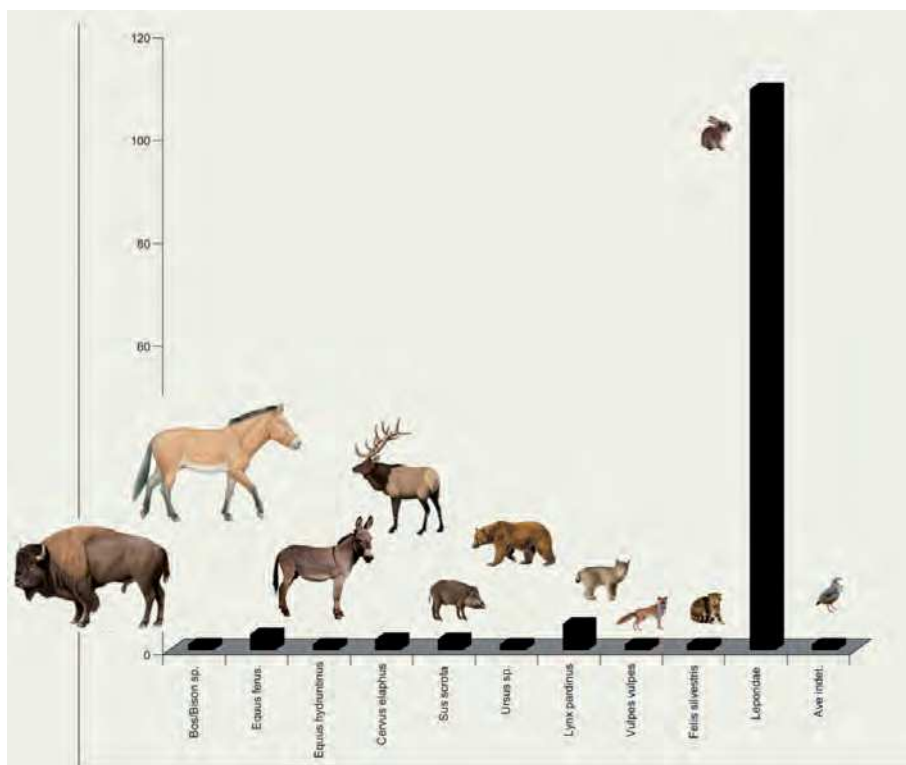 120
100
80
60
0
Bos/Bison sp.
Equus ferus
Equus hydruntinus
Cervus elaphus
Sus scrofa
Ursus sp.
Lynx pardinus
Vulpes vulpes
Felis silvestris
Leporidae
Ave indet.